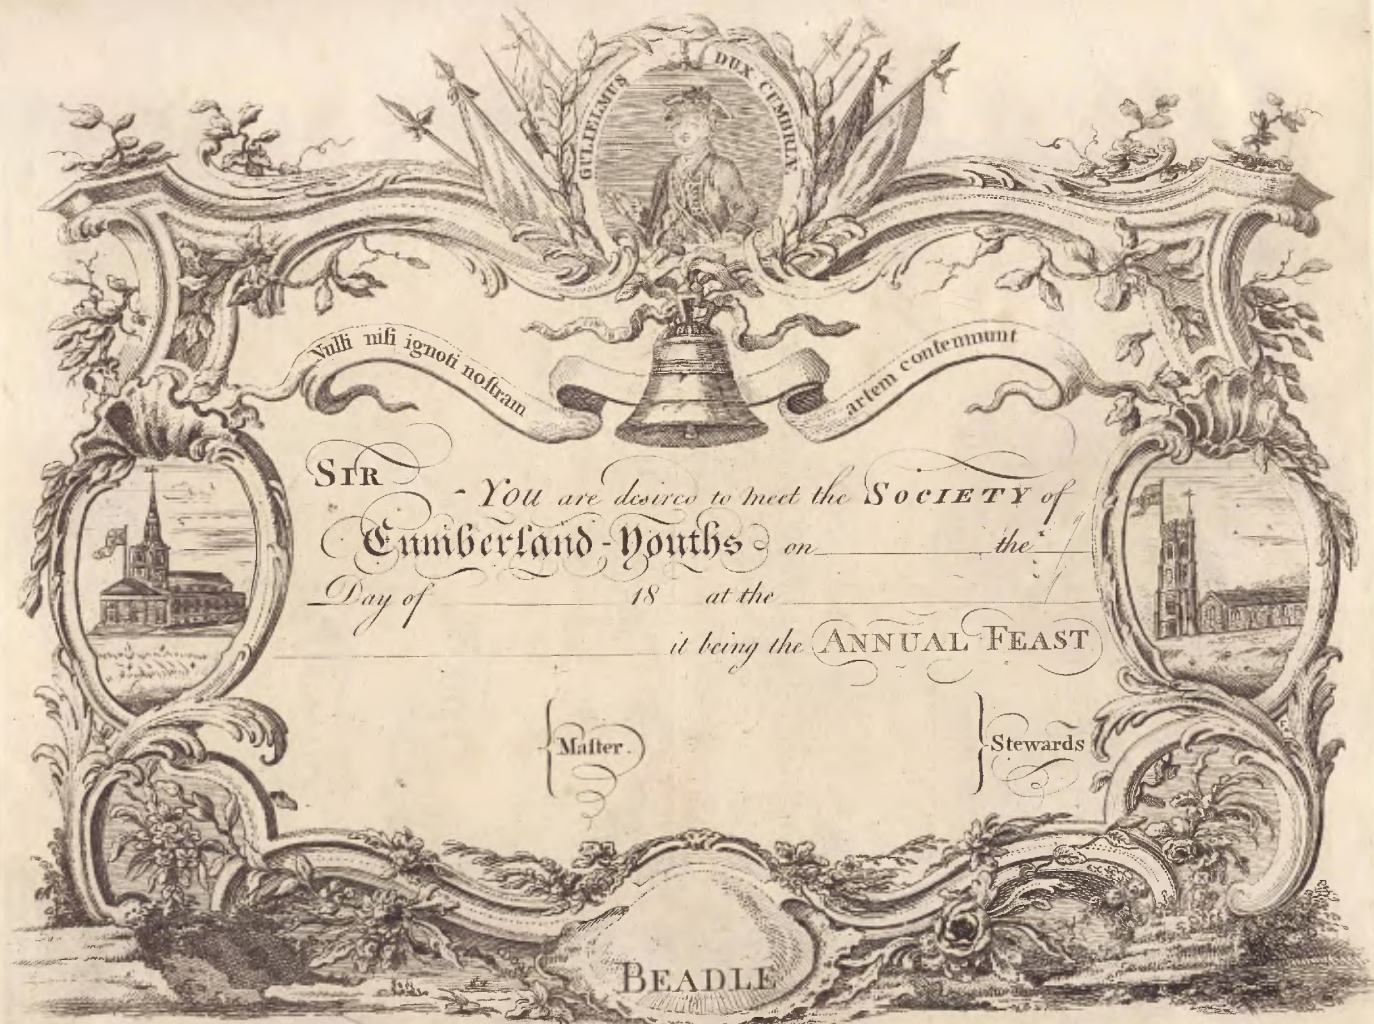 GVLIELMUS DUX CUMBRIÆ
Nulli niſi ignoti noſtram artem contemnunt
SIR
- YOU are desired to meet the SOCIETY of
Cumberland-Youths on the
Day of 18 at the
it being the ANNUAL FEAST
Maſter.
Stewards
BEADLE